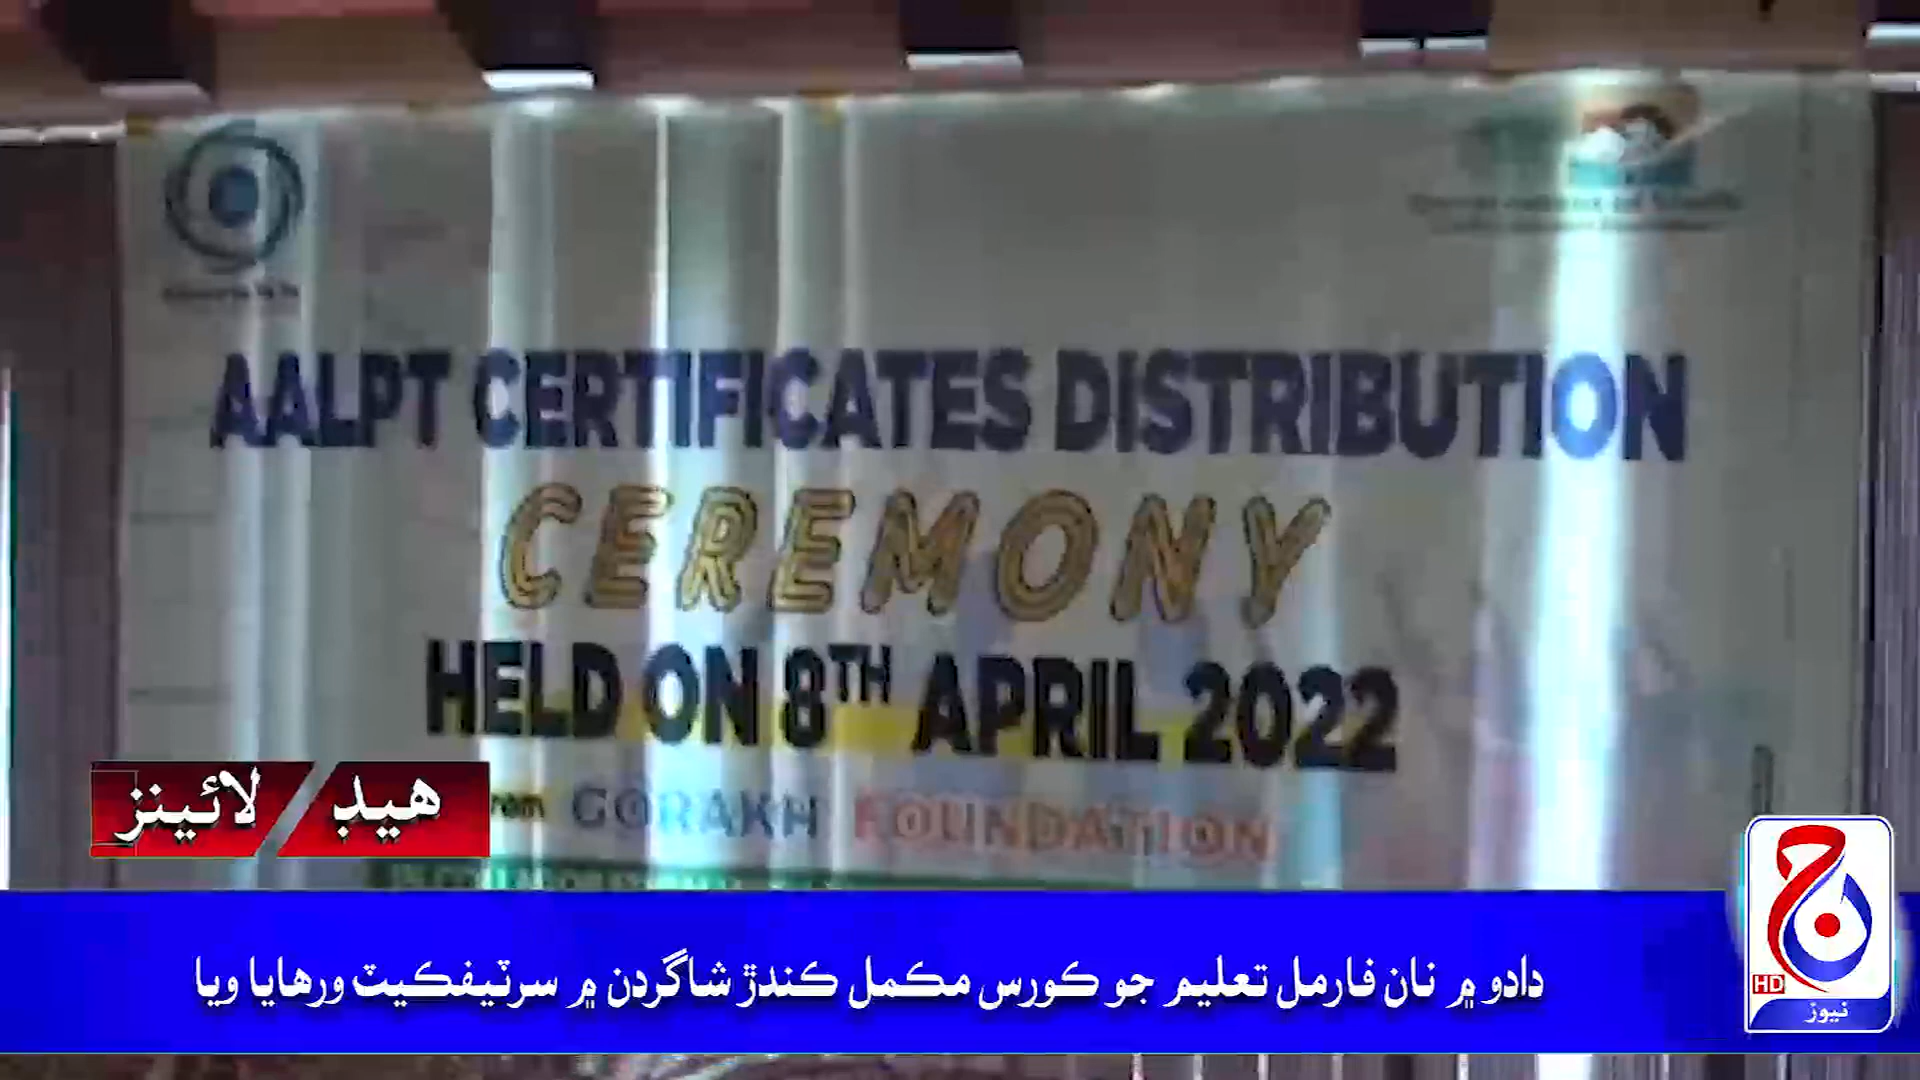 AALPT CERTIFICATES DISTRIBUTION
CEREMONY
HELD ON 8TH APRIL 2022
GORAKH FOUNDATION
هيڊ/لائينز
دادو ۾ نان فارمل تعليم جو ڪورس مڪمل ڪندڙ شاگردن ۾ سرٽيفڪيٽ ورهايا ويا
HD
نيوز